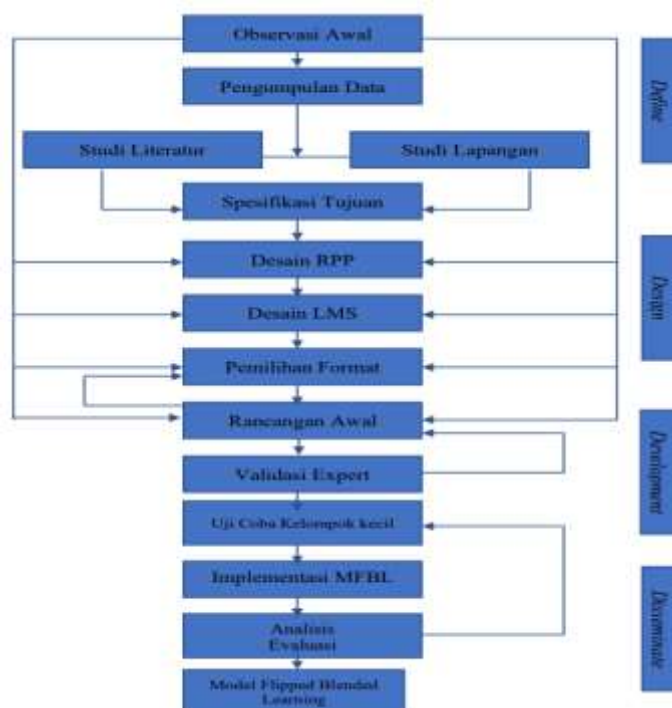 Observasi Awal
Pengumpulan Data
Studi Literatur
Studi Lapangan
Spesifikasi Tujuan
Desain RPP
Desain LMS
Pemilihan Format
Rancangan Awal
Validasi Expert
Uji Coba Kelompok kecil
Implementasi MFBL
Analisis
Evaluasi
Model Flipped Blended
Learning
Define
Design
Development
Diseminate